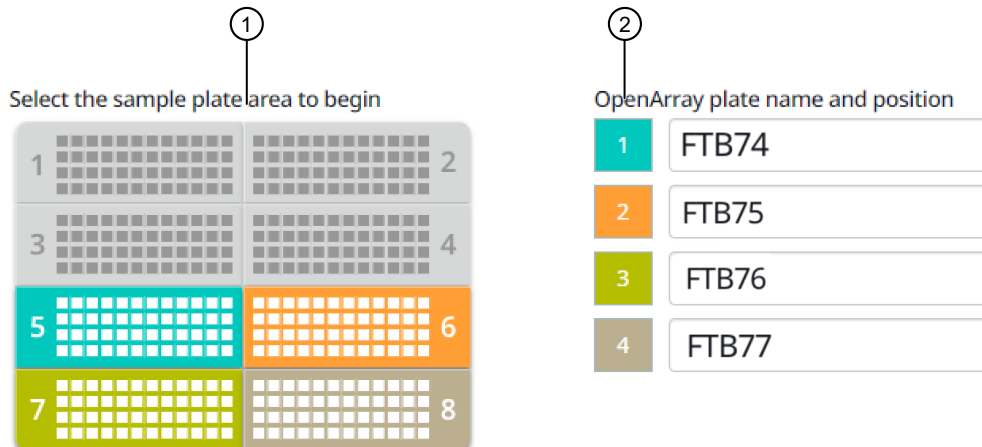 1 2
Select the sample plate area to begin OpenArray plate name and position
1 2 1 FTB74
2 FTB75
3 4 3 FTB76
5 6 4 FTB77
7 8